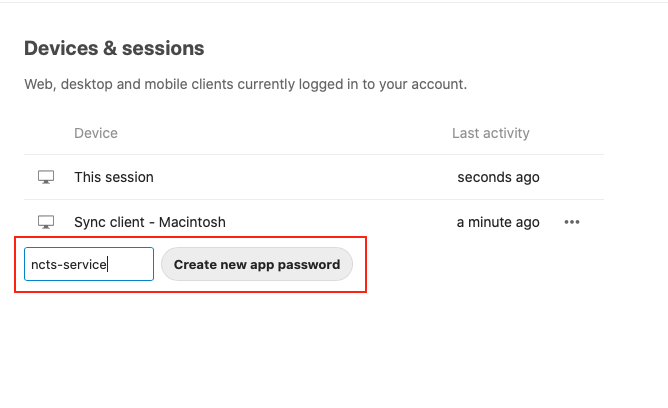 Devices & sessions
Web, desktop and mobile clients currently logged in to your account.
Device Last activity
This session seconds ago
Sync client - Macintosh a minute ago
ncts-service Create new app password